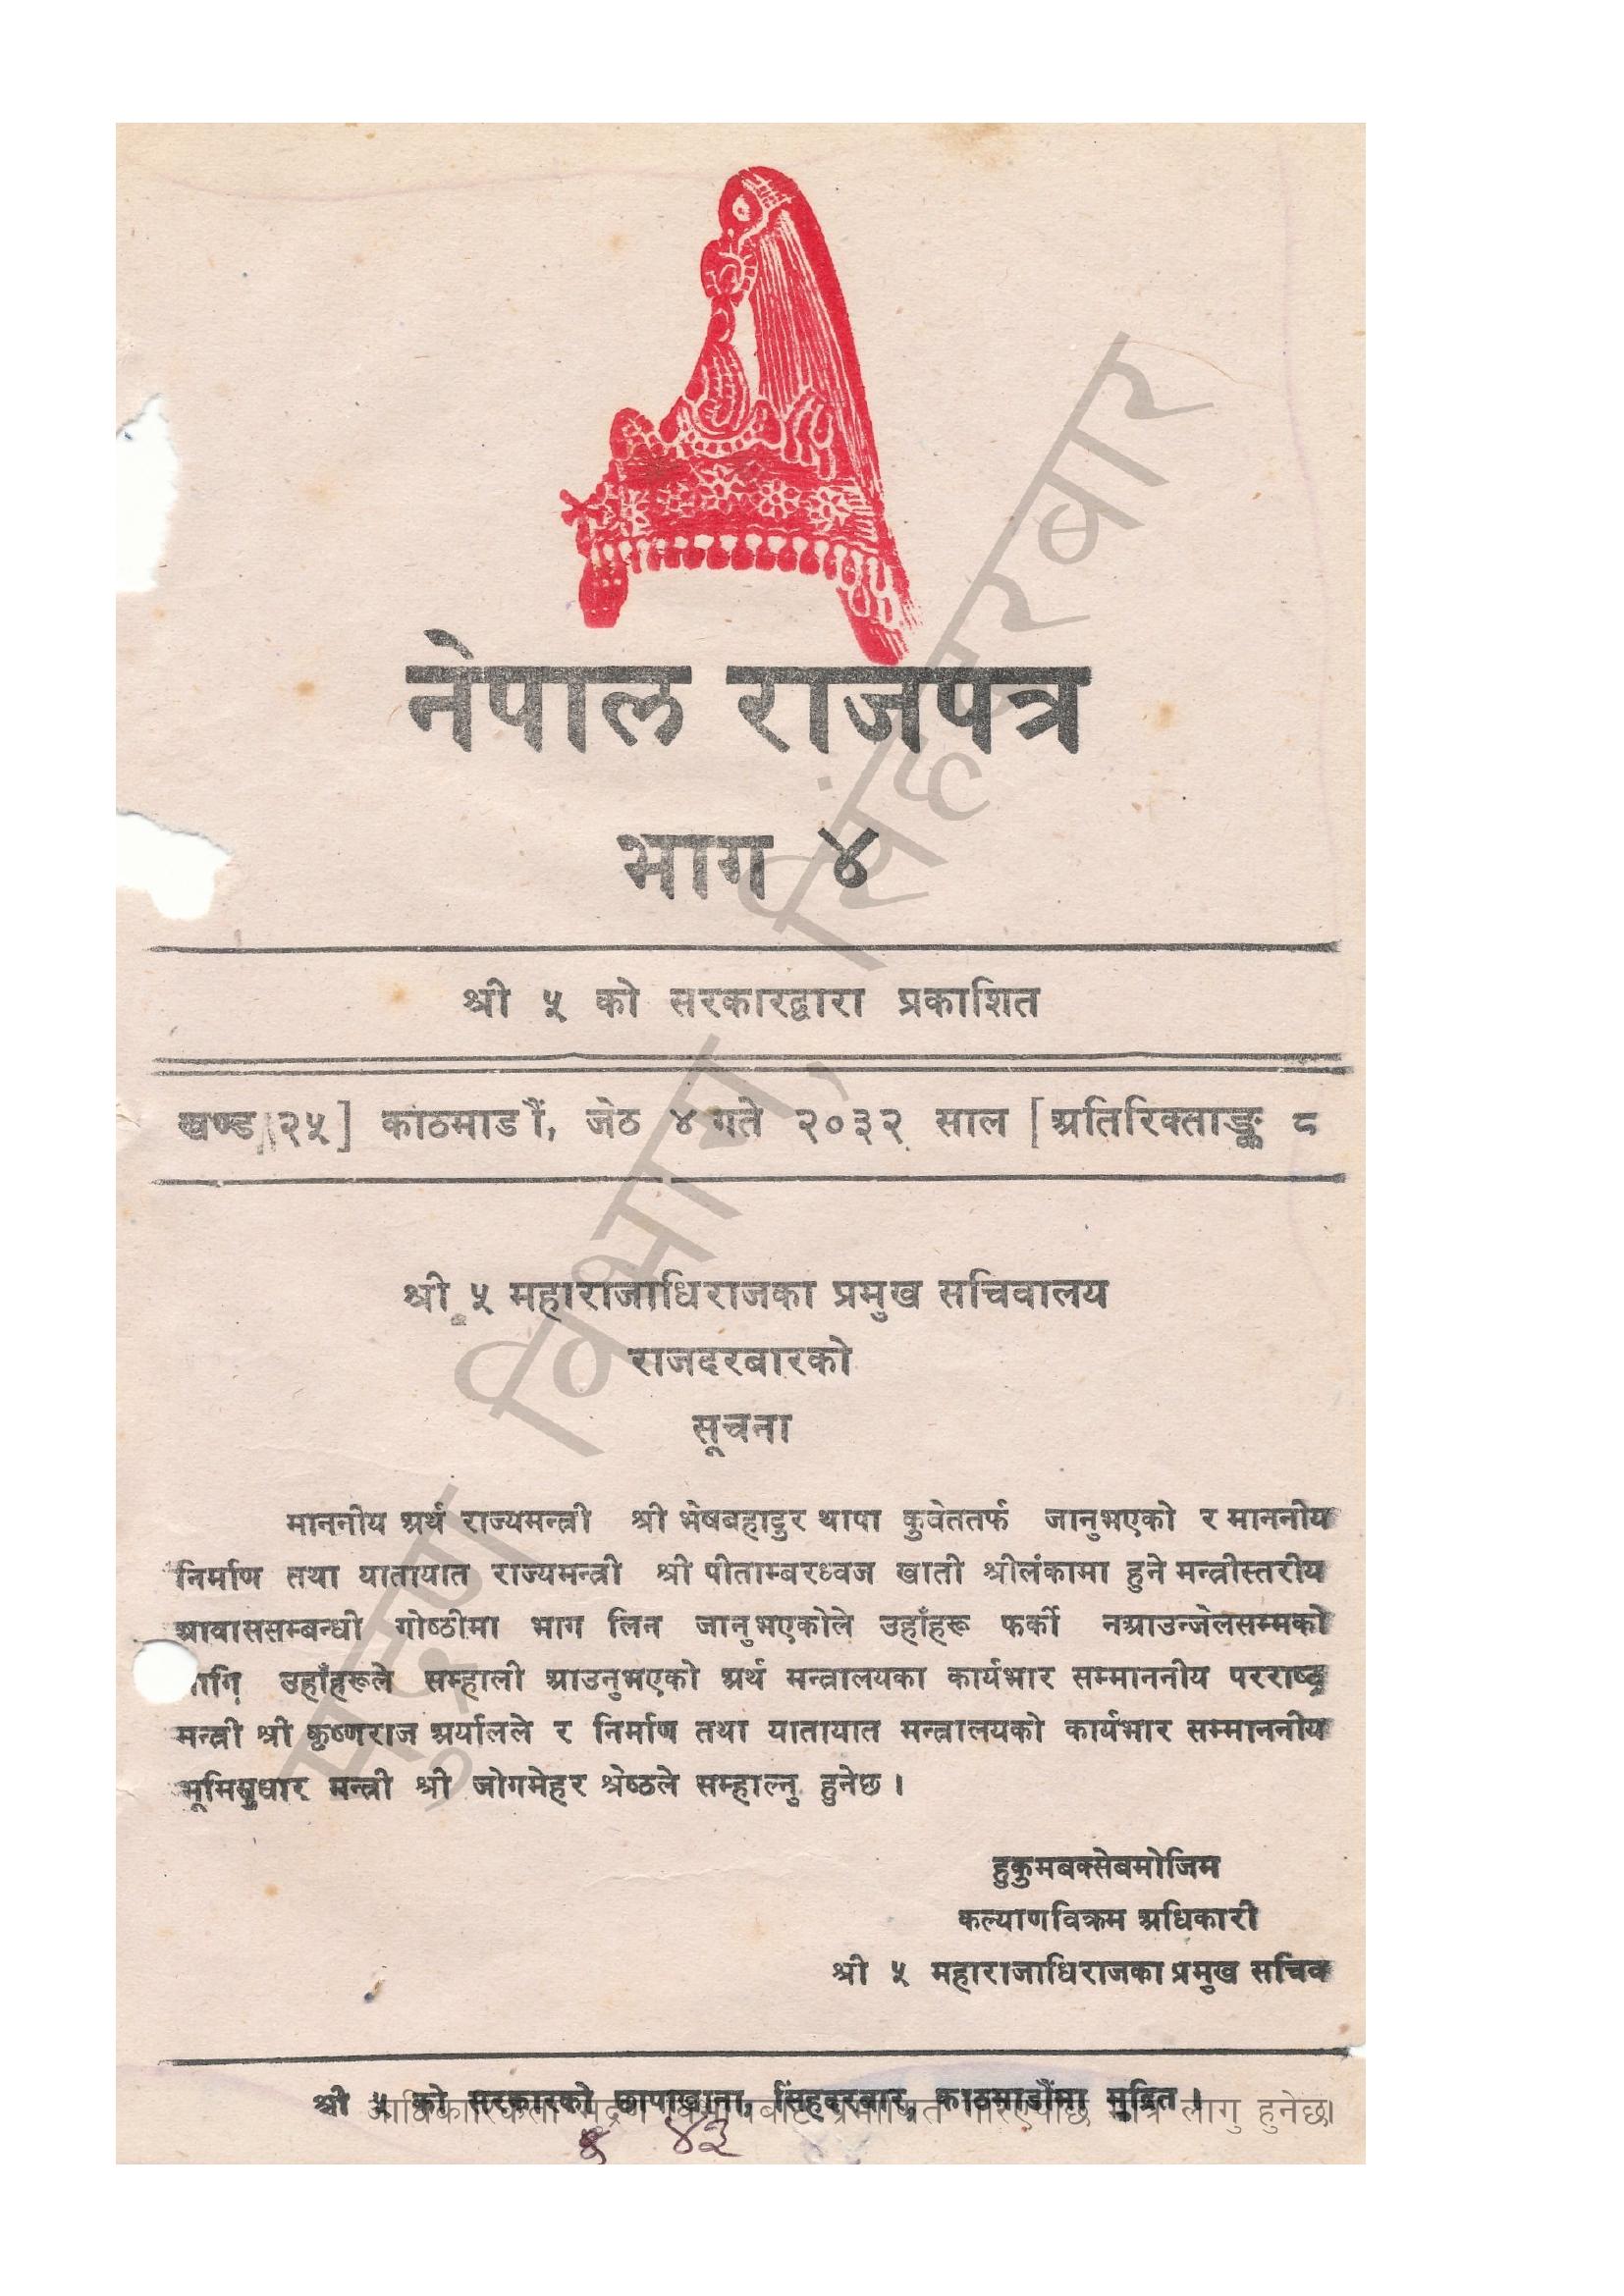 नेपाल राजपत्र
भाग ४
श्री ५ को सरकारद्वारा प्रकाशित
खण्ड २५] काठमाडौं, जेठ ४ गते २०३२ साल [अतिरिक्ताङ्क ८
श्री ५ महाराजाधिराजका प्रमुख सचिवालय
राजदरबारको
सूचना
माननीय अर्थ राज्यमन्त्री श्री भेषबहादुर थापा कुवेततर्फ जानुभएको र माननीय
निर्माण तथा यातायात राज्यमन्त्री श्री पीताम्बरध्वज खाती श्रीलंकामा हुने मन्त्रीस्तरीय
आवाससम्बन्धी गोष्ठीमा भाग लिन जानुभएकोले उहाँहरू फर्की नआउन्जेलसम्मको
लागि उहाँहरूले सम्हाली आउनुभएको अर्थ मन्त्रालयका कार्यभार सम्माननीय परराष्ट्र
मन्त्री श्री कृष्णराज अर्यालले र निर्माण तथा यातायात मन्त्रालयको कार्यभार सम्माननीय
भूमिसुधार मन्त्री श्री जोगमेहर श्रेष्ठले सम्हाल्नु हुनेछ ।
हुकुमबक्सेबमोजिम
कल्याणविक्रम अधिकारी
श्री ५ महाराजाधिराजका प्रमुख सचिव
श्री ५ को सरकारको छापाखाना, सिंहदरबार, काठमाडौंमा मुद्रित ।
लागु हुनेछ।
४३
मुद्रण विभाग, सिंहदरबार